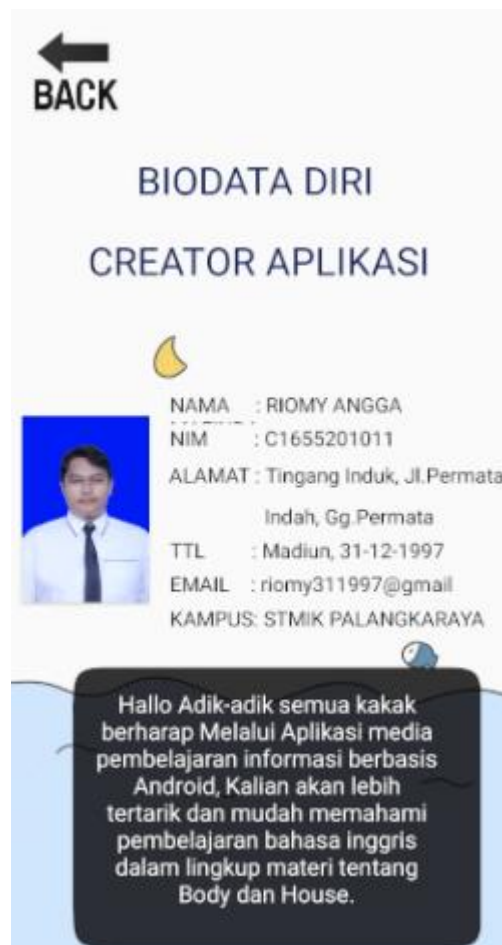 BACK
BIODATA DIRI
CREATOR APLIKASI
NAMA : RIOMY ANGGA
NIM : C1655201011
ALAMAT : Tingang Induk, Jl.Permata
Indah, Gg.Permata
TTL : Madiun, 31-12-1997
EMAIL : riomy311997@gmail
KAMPUS: STMIK PALANGKARAYA
Hallo Adik-adik semua kakak
berharap Melalui Aplikasi media
pembelajaran informasi berbasis
Android, Kalian akan lebih
tertarik dan mudah memahami
pembelajaran bahasa inggris
dalam lingkup materi tentang
Body dan House.